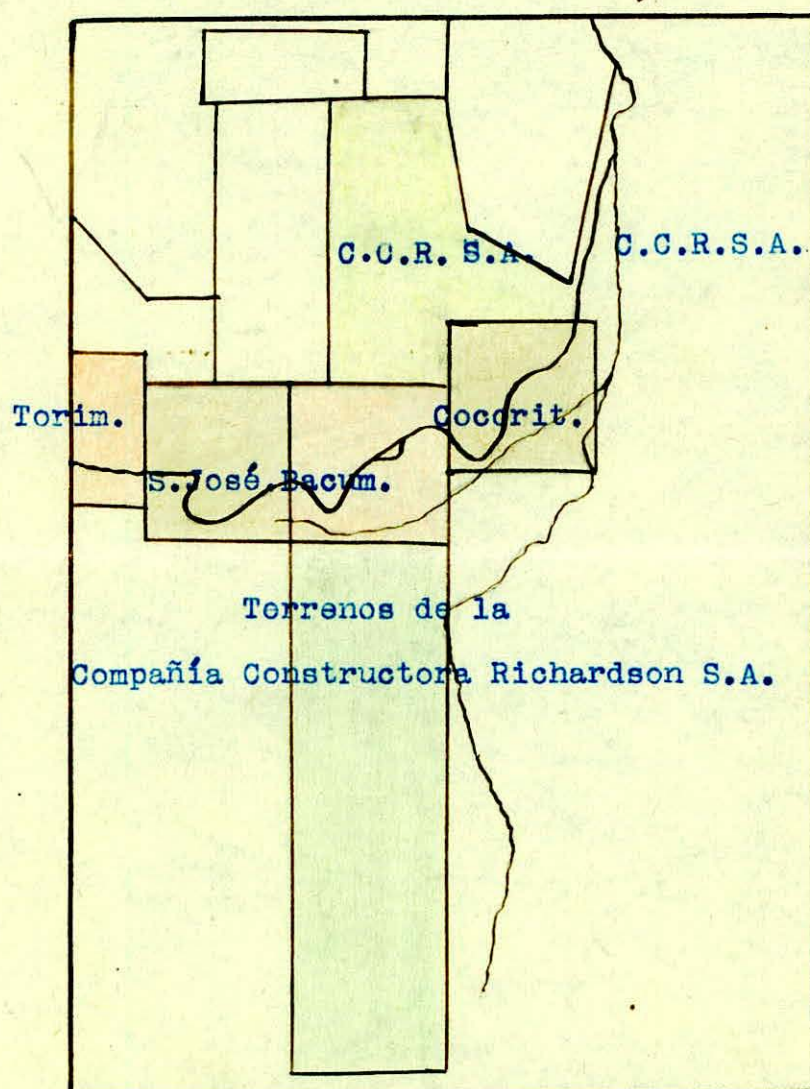 C.C.R. S.A. C.C.R.S.A.
Torim. Cocorit.
S.José.Bacum.
Terrenos de la
Compañía Constructora Richardson S.A.